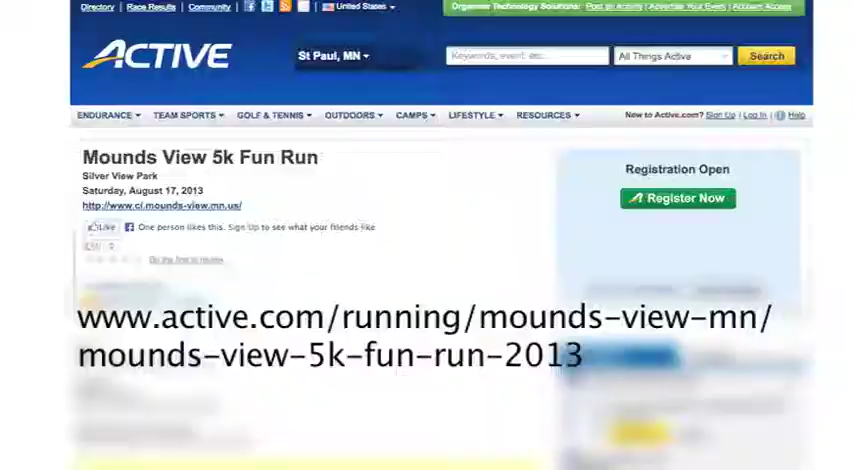 Directory | Race Results | Community |
United States
Organizer Technology Solutions: Post an Activity | Advertise Your Event | Account Access
ACTIVE
St Paul, MN
Keywords, event, etc...
All Things Active
Search
ENDURANCE TEAM SPORTS GOLF & TENNIS OUTDOORS CAMPS LIFESTYLE RESOURCES
New to Active.com? Sign Up | Log In | Help
Mounds View 5k Fun Run
Silver View Park
Saturday, August 17, 2013
http://www.ci.mounds-view.mn.us/
Like One person likes this. Sign Up to see what your friends like
Be the first to review
Registration Open
Register Now
www.active.com/running/mounds-view-mn/
mounds-view-5k-fun-run-2013